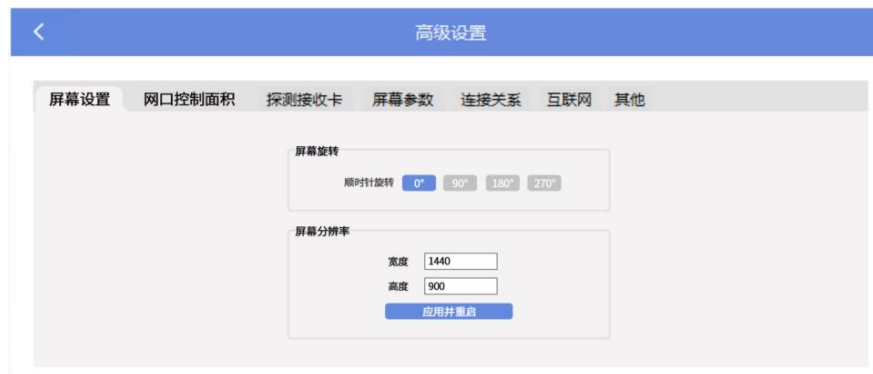 高级设置
屏幕设置 网口控制面积 探测接收卡 屏幕参数 连接关系 互联网 其他
屏幕旋转
顺时针旋转 0° 90° 180° 270°
屏幕分辨率
宽度 1440
高度 900
应用并重启